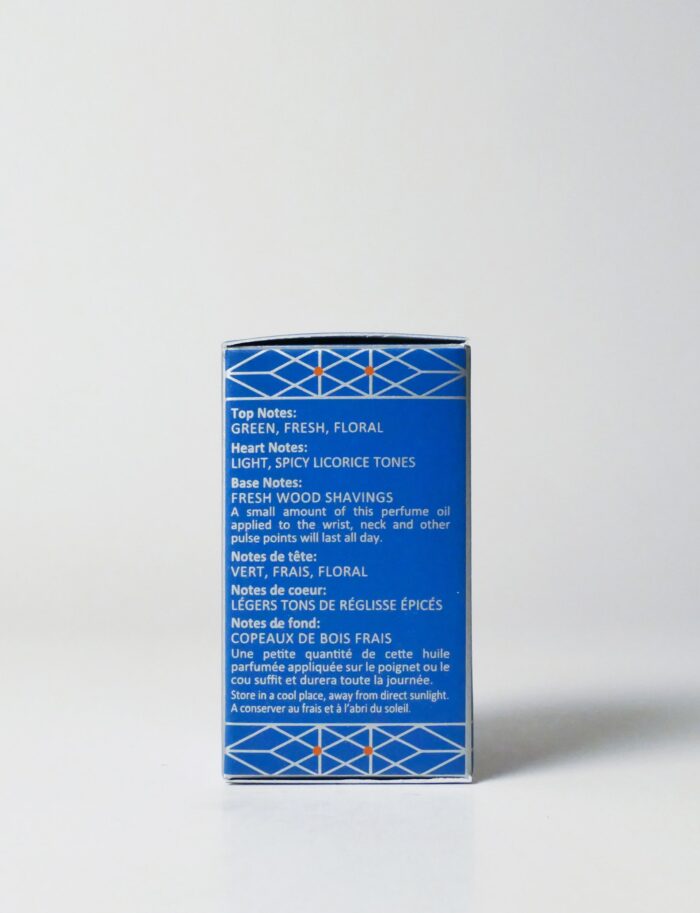 Top Notes:
GREEN, FRESH, FLORAL
Heart Notes:
LIGHT, SPICY LICORICE TONES
Base Notes:
FRESH WOOD SHAVINGS
A small amount of this perfume oil
applied to the wrist, neck and other
pulse points will last all day.
Notes de tête:
VERT, FRAIS, FLORAL
Notes de coeur:
LÉGERS TONS DE RÉGLISSE ÉPICÉS
Notes de fond:
COPEAUX DE BOIS FRAIS
Une petite quantité de cette huile
parfumée appliquée sur le poignet ou le
cou suffit et durera toute la journée.
Store in a cool place, away from direct sunlight.
A conserver au frais et à l'abri du soleil.